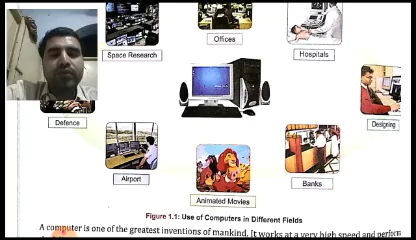 Offices
Space Research
Hospitals
Defence
Designing
Airport
Banks
Animated Movies
Figure 1.1: Use of Computers in Different Fields
A computer is one of the greatest inventions of mankind. It works at a very high speed and perform